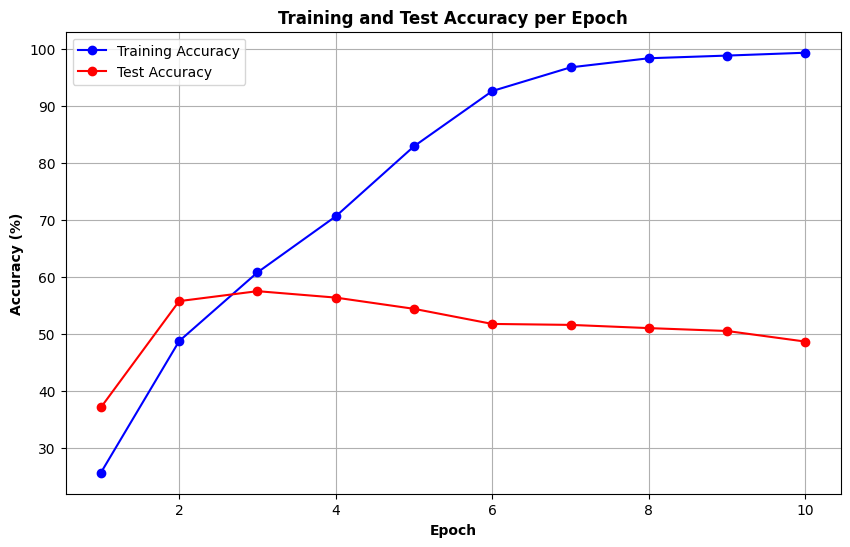 Training and Test Accuracy per Epoch
Training Accuracy
Test Accuracy
100
90
80
70
60
50
40
30
Accuracy (%)
2 4 6 8 10
Epoch